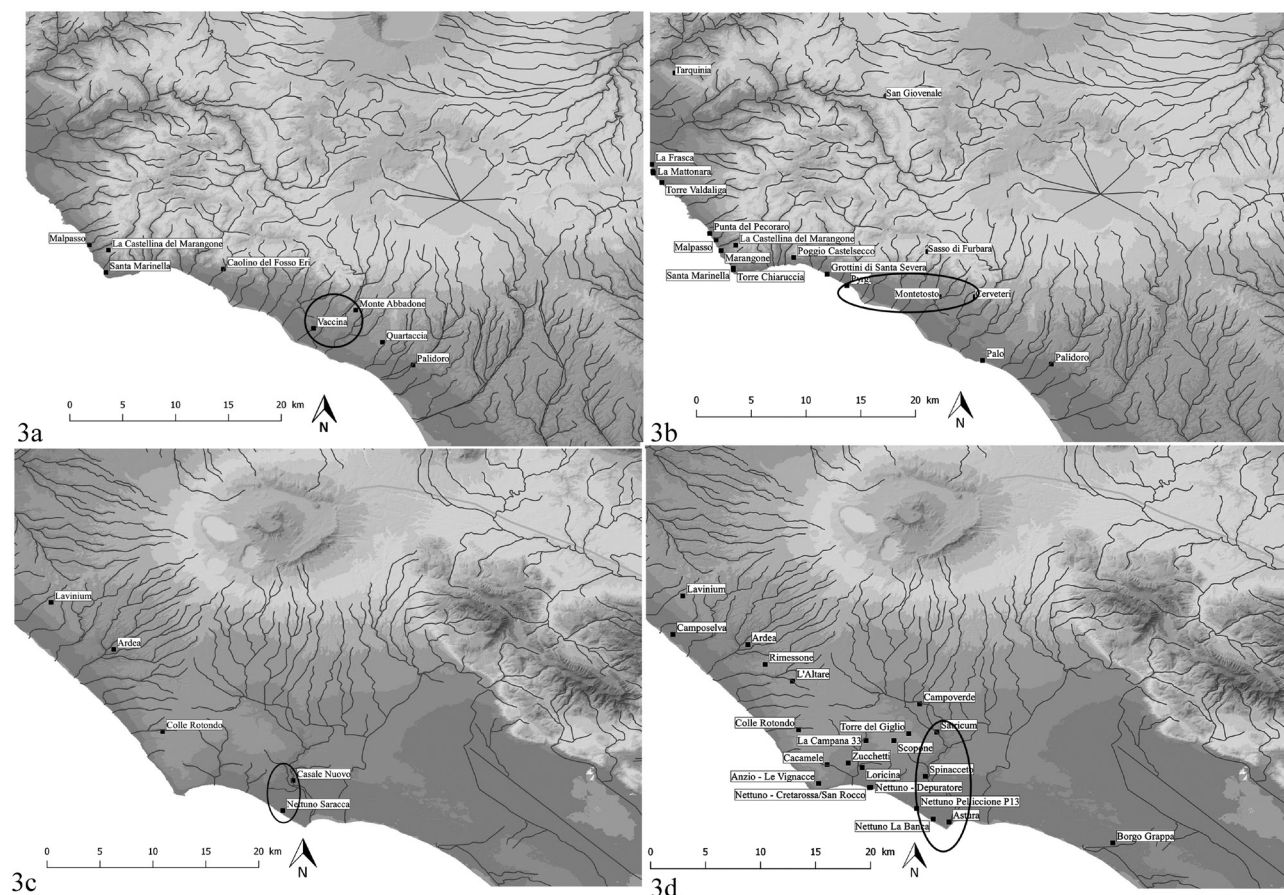 Malpasso
La Castellina del Marangone
Santa Marinella
Caolino del Fosso Eri
Monte Abbadone
Vaccina
Quartaccia
Palidoro
0 5 10 15 20 km
N
3a
Tarquinia
San Giovenale
La Frasca
La Mattonara
Torre Valdaliga
Punta del Pecoraro
La Castellina del Marangone
Malpasso
Marangone
Poggio Castelsecco
Sasso di Furbara
Santa Marinella
Torre Chiaruccia
Grottini di Santa Severa
Pyrgi
Montetosto
Cerveteri
Palo
Palidoro
0 5 10 15 20 km
N
3b
Lavinium
Ardea
Colle Rotondo
Casale Nuovo
Nettuno Saracca
0 5 10 15 20 km
N
3c
Lavinium
Camposelva
Ardea
Rimessone
L'Altare
Campoverde
Colle Rotondo
Torre del Giglio
Satricum
La Campana 33
Scopone
Cacamele
Zucchetti
Loricina
Spinacceto
Anzio - Le Vignacce
Nettuno - Depuratore
Nettuno - Cretarossa/San Rocco
Nettuno Pelliccione P13
Nettuno La Banca
Astura
Borgo Grappa
0 5 10 15 20 km
N
3d